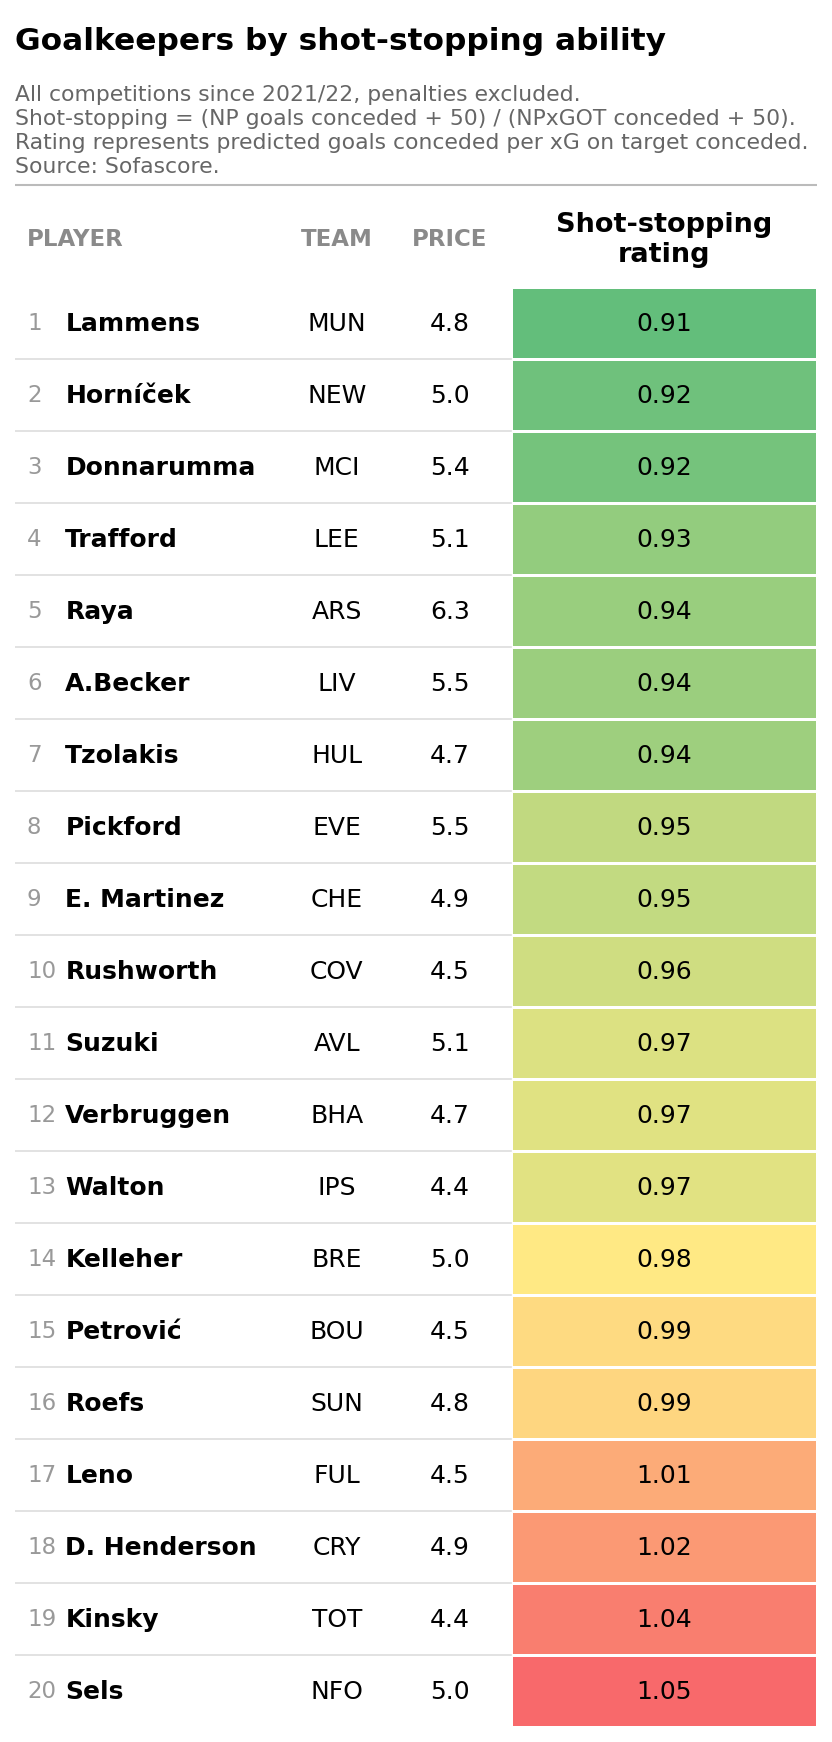 Goalkeepers by shot-stopping ability
All competitions since 2021/22, penalties excluded.
Shot-stopping = (NP goals conceded + 50) / (NPxGOT conceded + 50).
Rating represents predicted goals conceded per xG on target conceded.
Source: Sofascore.
PLAYER TEAM PRICE Shot-stopping
rating
1 Lammens MUN 4.8 0.91
2 Horníček NEW 5.0 0.92
3 Donnarumma MCI 5.4 0.92
4 Trafford LEE 5.1 0.93
5 Raya ARS 6.3 0.94
6 A.Becker LIV 5.5 0.94
7 Tzolakis HUL 4.7 0.94
8 Pickford EVE 5.5 0.95
9 E. Martinez CHE 4.9 0.95
10 Rushworth COV 4.5 0.96
11 Suzuki AVL 5.1 0.97
12 Verbruggen BHA 4.7 0.97
13 Walton IPS 4.4 0.97
14 Kelleher BRE 5.0 0.98
15 Petrović BOU 4.5 0.99
16 Roefs SUN 4.8 0.99
17 Leno FUL 4.5 1.01
18 D. Henderson CRY 4.9 1.02
19 Kinsky TOT 4.4 1.04
20 Sels NFO 5.0 1.05